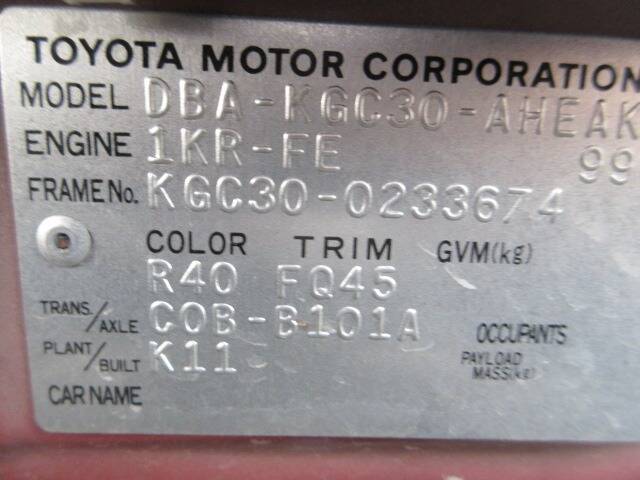 TOYOTA MOTOR CORPORATION
MODEL DBA-KGC30-AHEAK
ENGINE 1KR-FE 99
FRAME No. KGC30-0233674
COLOR TRIM GVM(kg)
R40 FQ45
TRANS./AXLE C0B-B101A OCCUPANTS
PLANT/BUILT K11 PAYLOAD MASS(kg)
CAR NAME